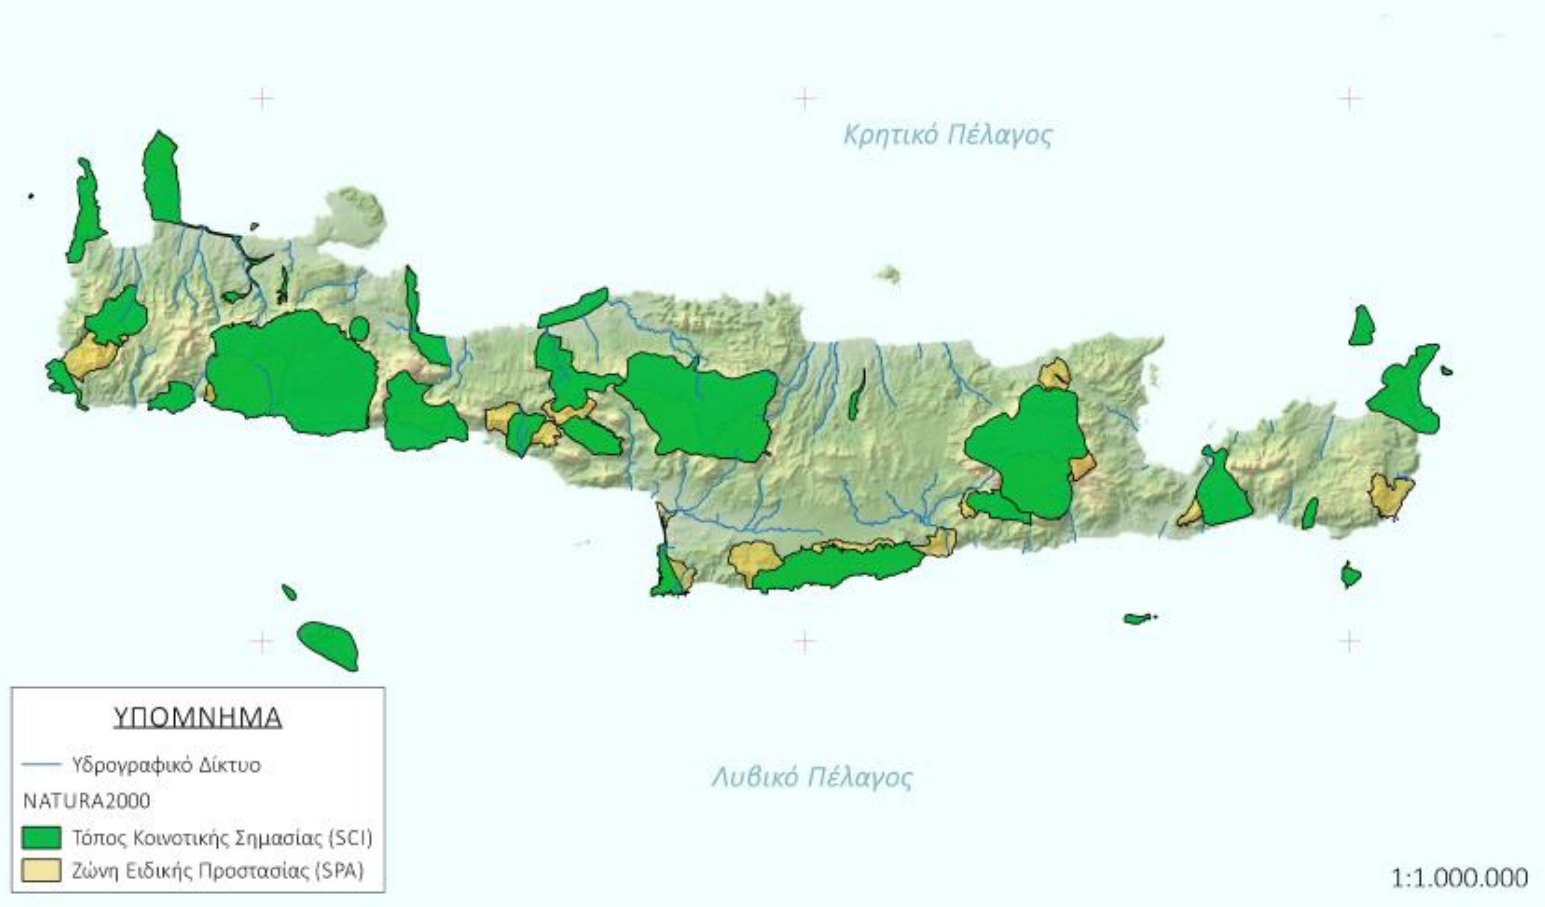 Κρητικό Πέλαγος
ΥΠΟΜΝΗΜΑ
Υδρογραφικό Δίκτυο
NATURA2000
Τόπος Κοινοτικής Σημασίας (SCI)
Ζώνη Ειδικής Προστασίας (SPA)
Λυβικό Πέλαγος
1:1.000.000